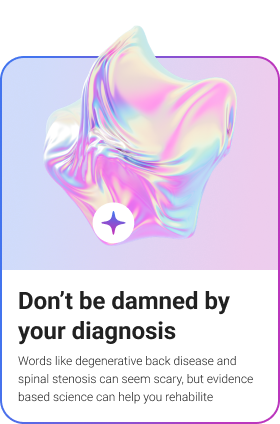 Don’t be damned by
your diagnosis
Words like degenerative back disease and
spinal stenosis can seem scary, but evidence
based science can help you rehabilite